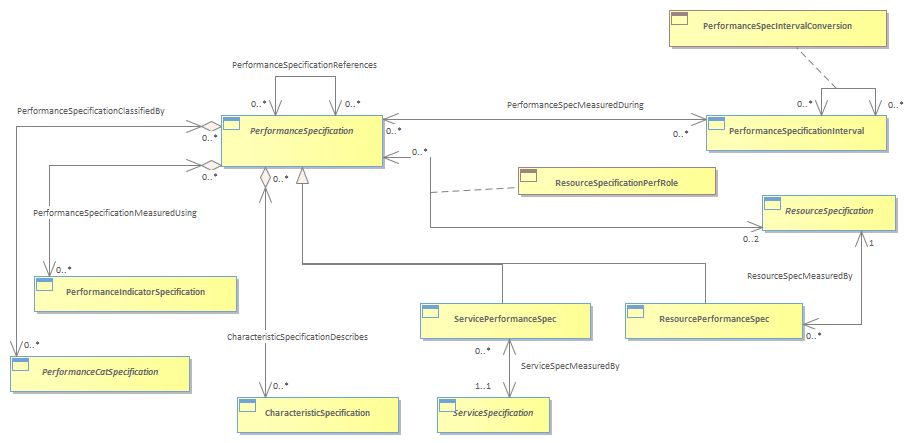 PerformanceSpecIntervalConversion
PerformanceSpecificationReferences
0..*
0..*
0..*
0..*
PerformanceSpecificationClassifiedBy
PerformanceSpecMeasuredDuring
PerformanceSpecification
0..*
0..*
0..*
0..*
PerformanceSpecificationInterval
0..*
0..*
0..*
ResourceSpecificationPerfRole
PerformanceSpecificationMeasuredUsing
ResourceSpecification
0..2
1
0..*
ResourceSpecMeasuredBy
PerformanceIndicatorSpecification
ServicePerformanceSpec
ResourcePerformanceSpec
0..*
CharacteristicSpecificationDescribes
0..*
0..*
ServiceSpecMeasuredBy
PerformanceCatSpecification
0..*
1..1
CharacteristicSpecification
ServiceSpecification